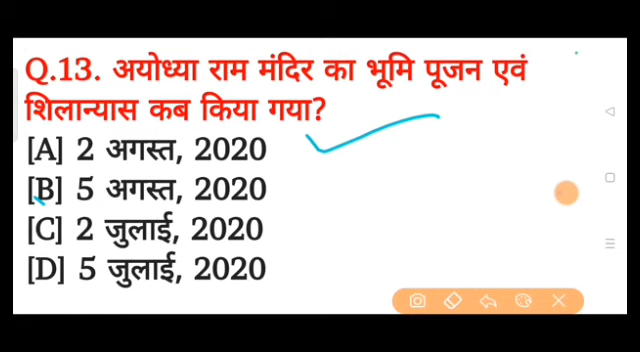 Q.13. अयोध्या राम मंदिर का भूमि पूजन एवं
शिलान्यास कब किया गया?
[A] 2 अगस्त, 2020
[B] 5 अगस्त, 2020
[C] 2 जुलाई, 2020
[D] 5 जुलाई, 2020